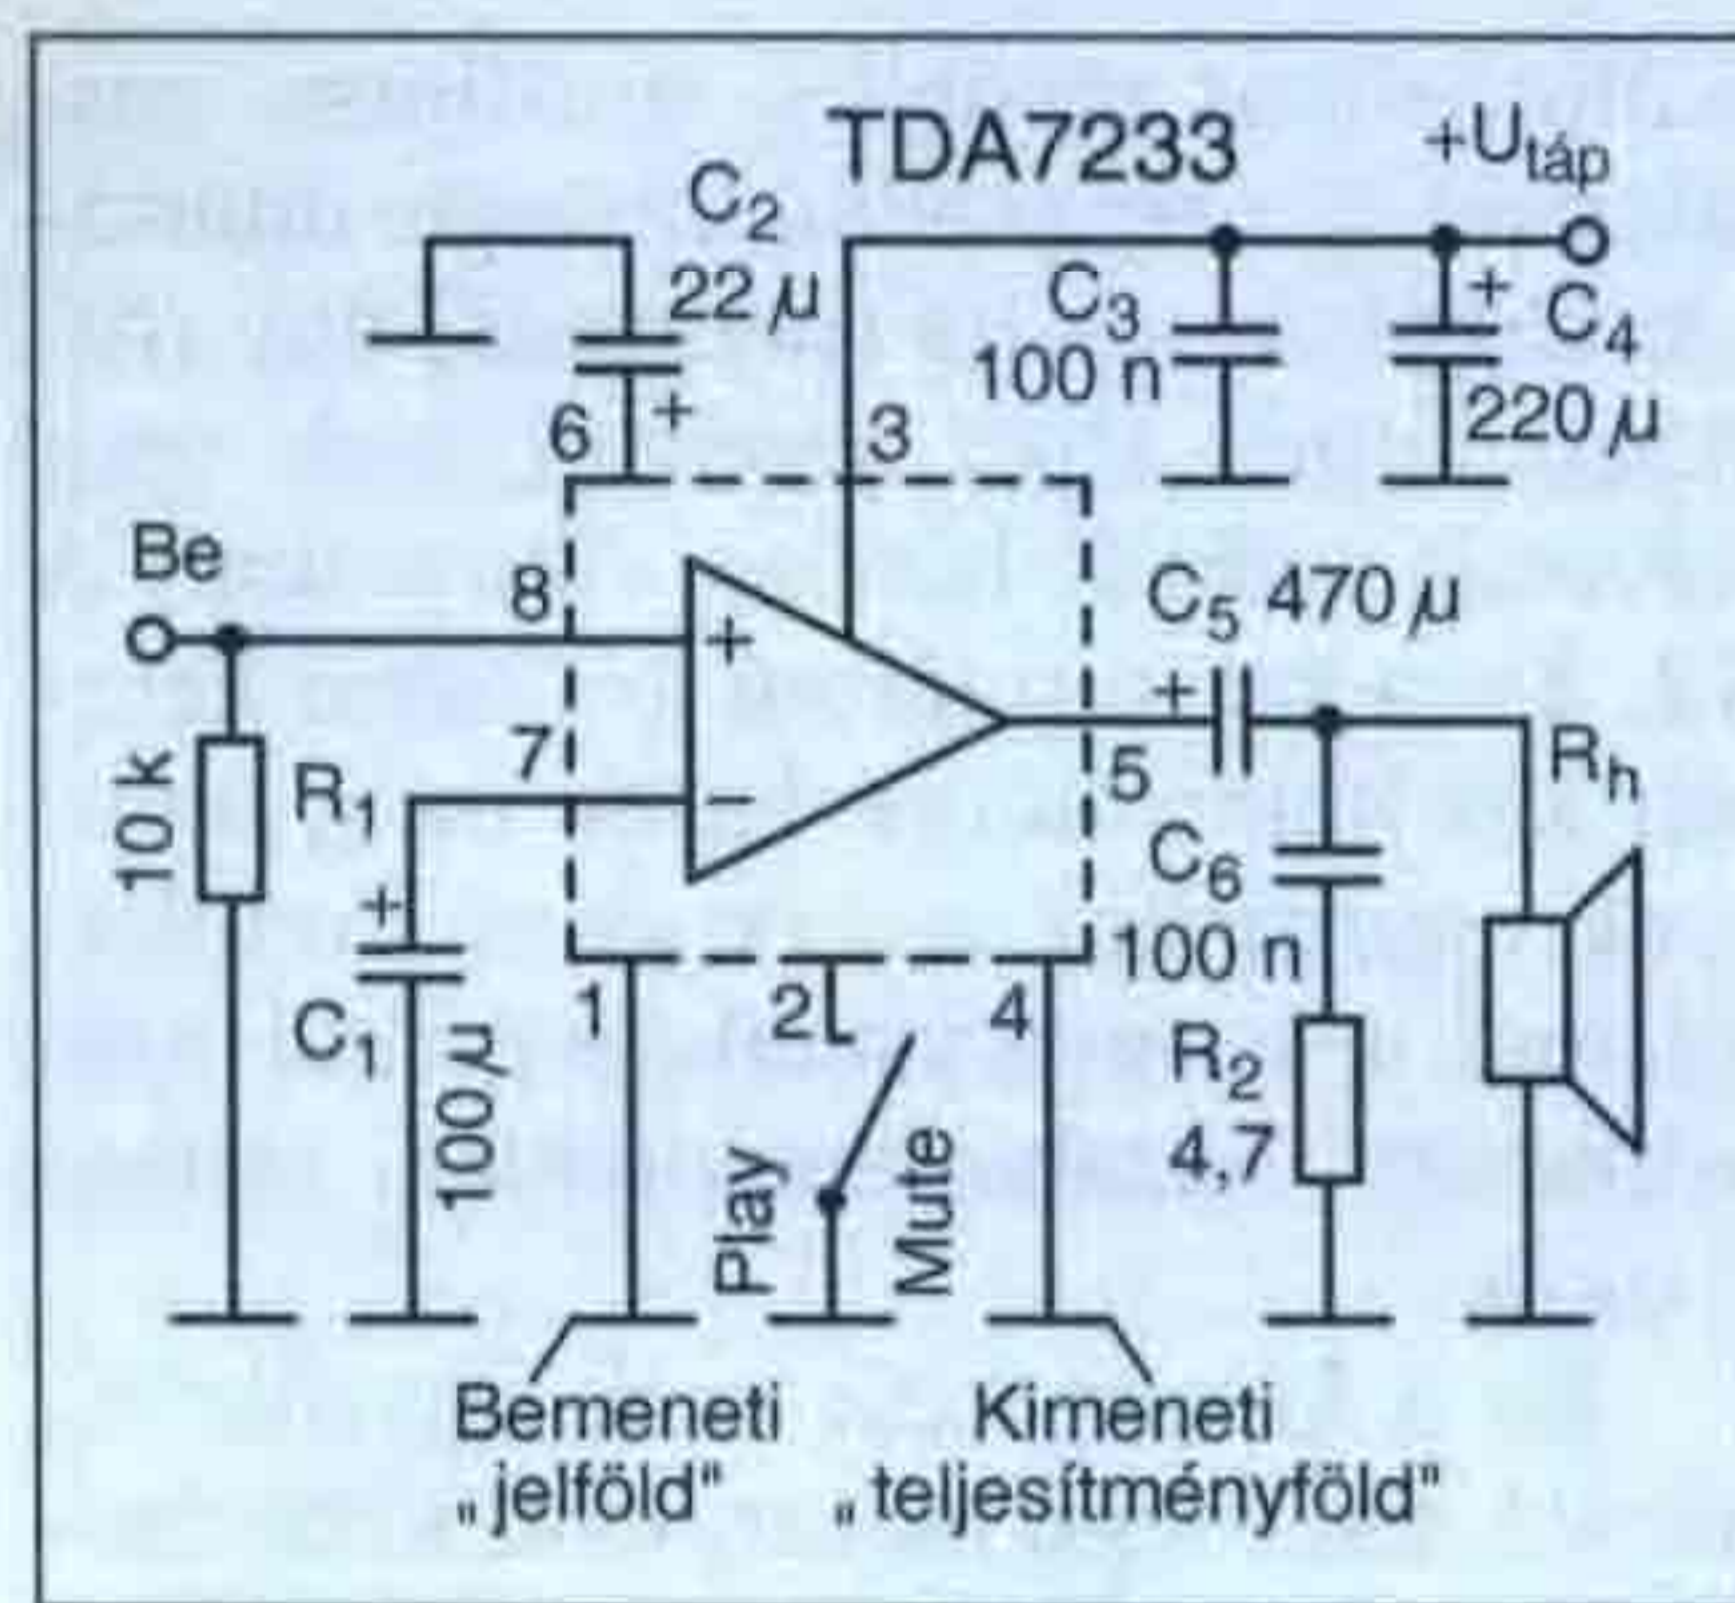 TDA7233
+Utáp
C2
22 µ
C3
100 n
+
C4
220 µ
6
+
3
Be
8
+
C5 470 µ
+
7
−
5
Rh
10 k
R1
+
C1
100 µ
C6
100 n
1
2
4
R2
4,7
Play
Mute
Bemeneti
„jelföld"
Kimeneti
„teljesítményföld"